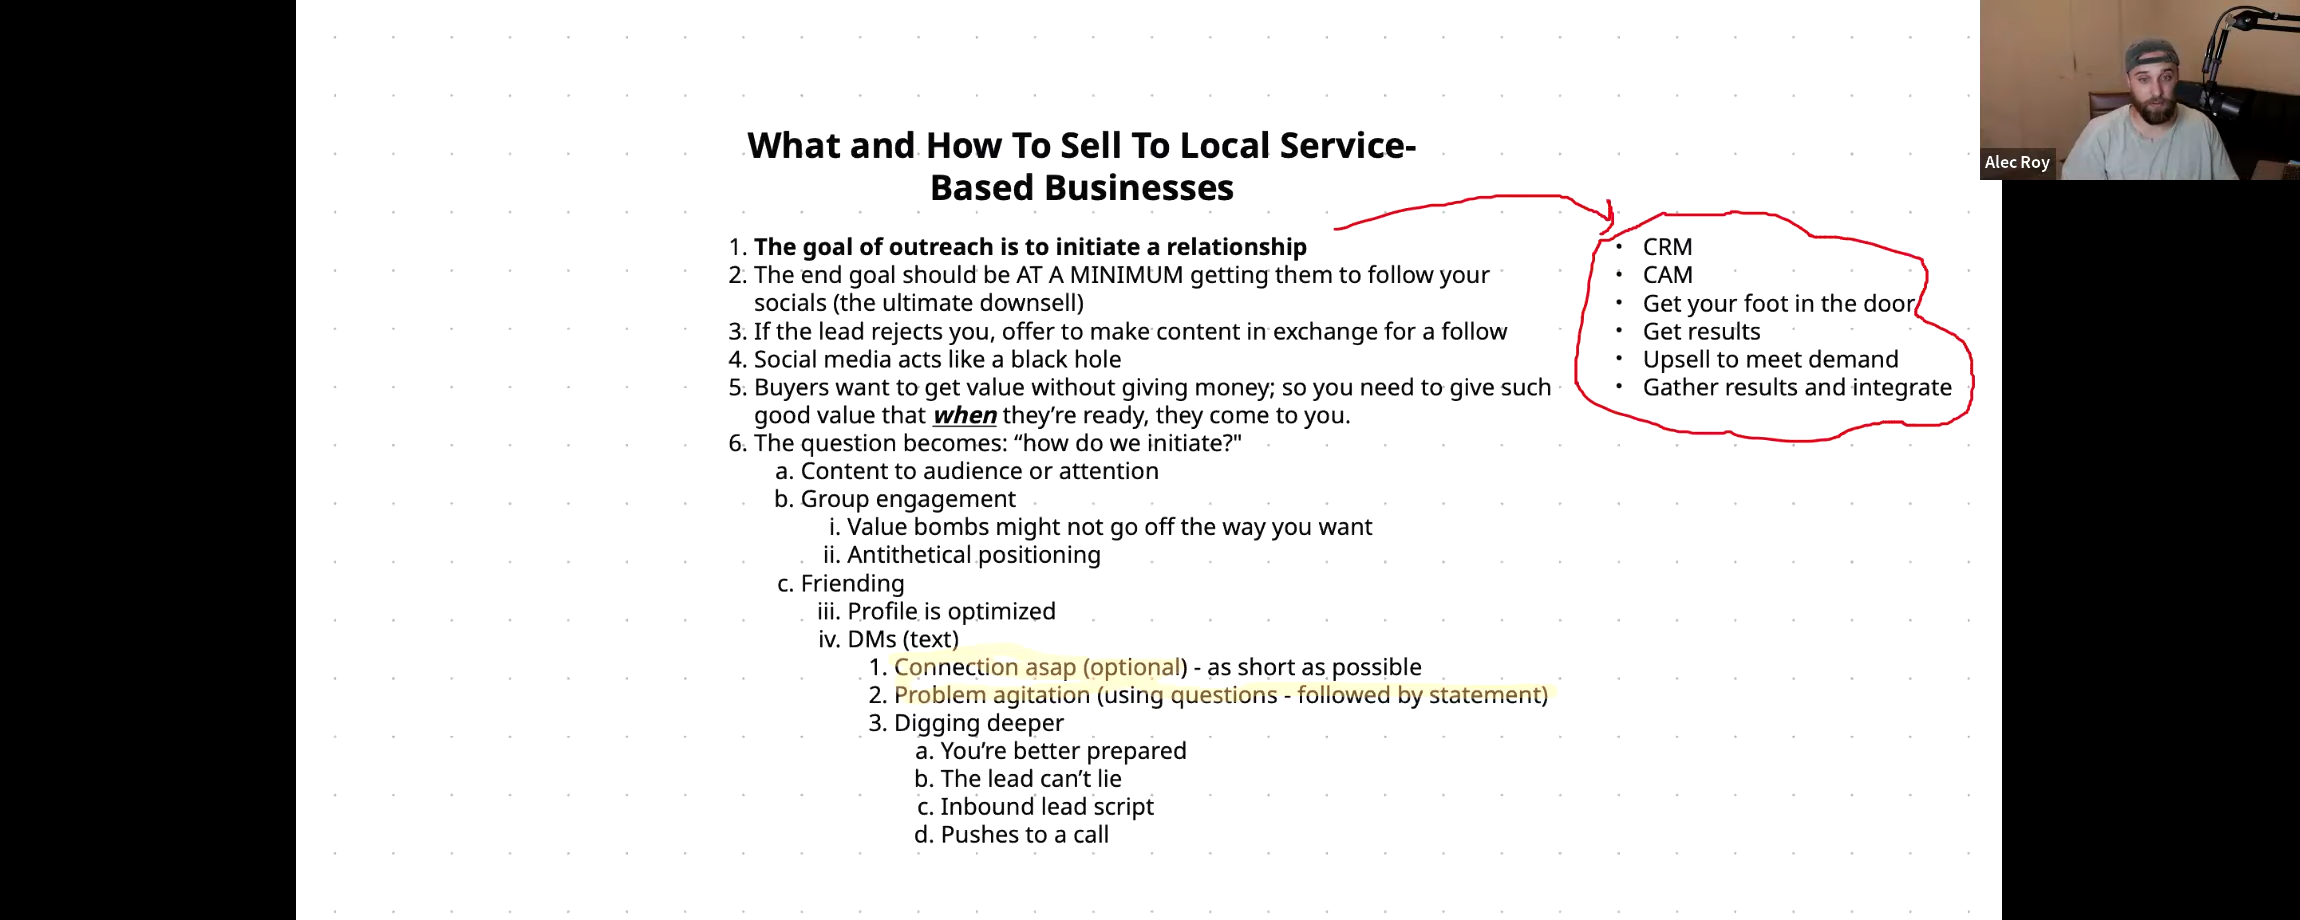 What and How To Sell To Local Service-
Based Businesses
1. The goal of outreach is to initiate a relationship
2. The end goal should be AT A MINIMUM getting them to follow your
socials (the ultimate downsell)
3. If the lead rejects you, offer to make content in exchange for a follow
4. Social media acts like a black hole
5. Buyers want to get value without giving money; so you need to give such
good value that when they’re ready, they come to you.
6. The question becomes: “how do we initiate?"
a. Content to audience or attention
b. Group engagement
i. Value bombs might not go off the way you want
ii. Antithetical positioning
c. Friending
iii. Profile is optimized
iv. DMs (text)
1. Connection asap (optional) - as short as possible
2. Problem agitation (using questions - followed by statement)
3. Digging deeper
a. You’re better prepared
b. The lead can’t lie
c. Inbound lead script
d. Pushes to a call
• CRM
• CAM
• Get your foot in the door
• Get results
• Upsell to meet demand
• Gather results and integrate
Alec Roy